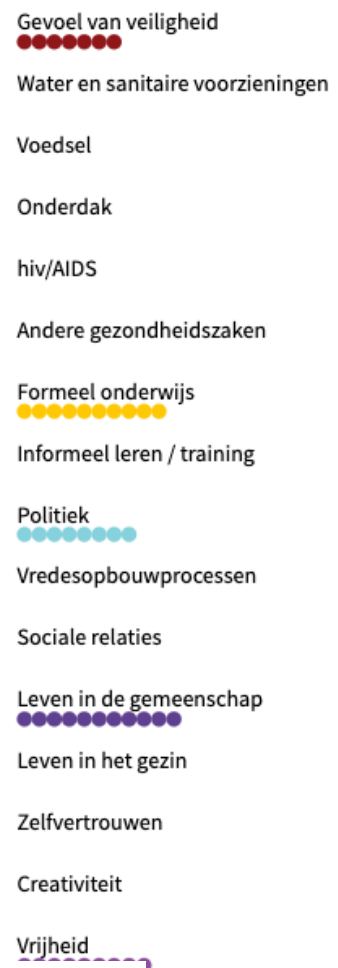 Gevoel van veiligheid
Water en sanitaire voorzieningen
Voedsel
Onderdak
hiv/AIDS
Andere gezondheidszaken
Formeel onderwijs
Informeel leren / training
Politiek
Vredesopbouwprocessen
Sociale relaties
Leven in de gemeenschap
Leven in het gezin
Zelfvertrouwen
Creativiteit
Vrijheid